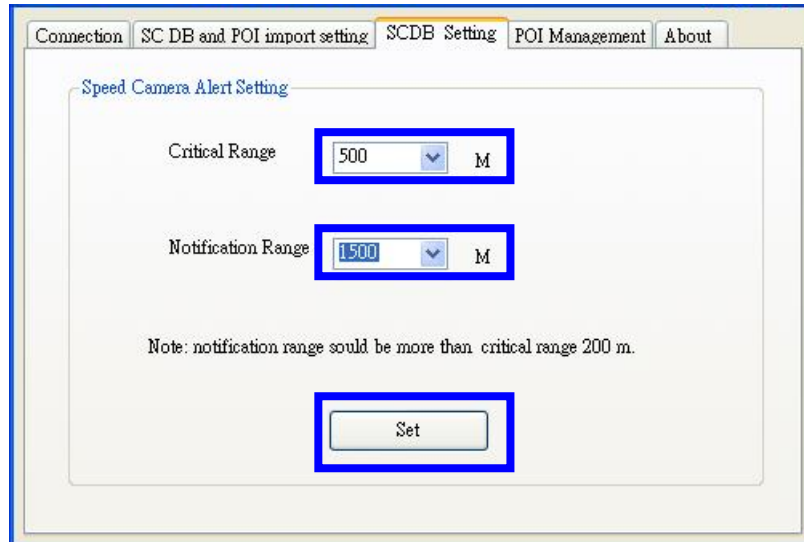 Connection SC DB and POI import setting SCDB Setting POI Management About
Speed Camera Alert Setting
Critical Range 500 M
Notification Range 1500 M
Note: notification range sould be more than critical range 200 m.
Set